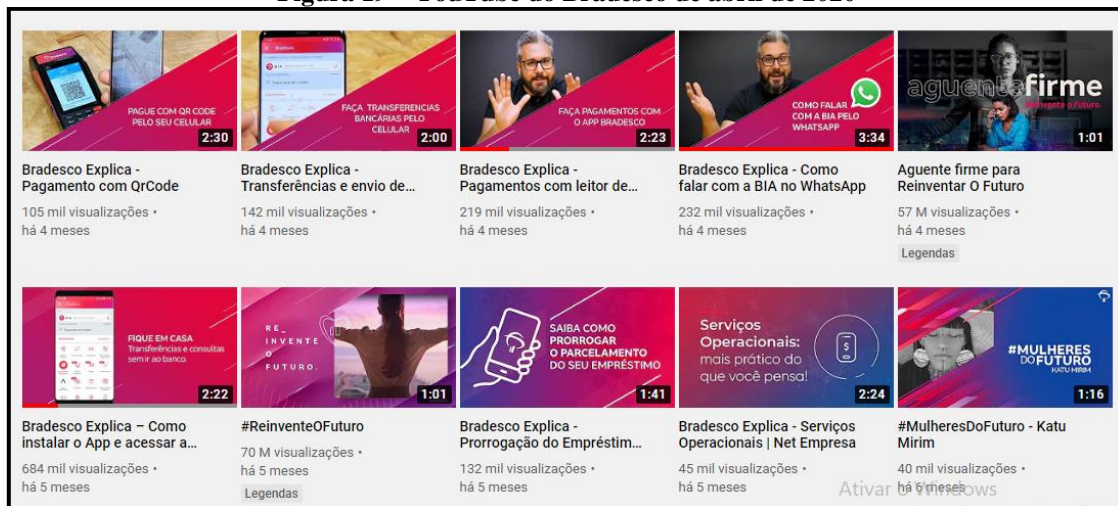 Figura 19 – YouTube do Bradesco de abril de 2020
PAGUE COM QR CODE
PELO SEU CELULAR
2:30
FAÇA TRANSFERENCIAS
BANCÁRIAS PELO
CELULAR
2:00
FAÇA PAGAMENTOS COM
O APP BRADESCO
2:23
COMO FALAR
COM A BIA PELO
WHATSAPP
3:34
aguente firme
1:01
Bradesco Explica -
Pagamento com QrCode
105 mil visualizações •
há 4 meses
Bradesco Explica -
Transferências e envio de...
142 mil visualizações •
há 4 meses
Bradesco Explica -
Pagamentos com leitor de...
219 mil visualizações •
há 4 meses
Bradesco Explica - Como
falar com a BIA no WhatsApp
232 mil visualizações •
há 4 meses
Aguente firme para
Reinventar O Futuro
57 M visualizações •
há 4 meses
Legendas
FIQUE EM CASA
Transferências e consultas
sem ir ao banco.
2:22
RE_
INVENTE
O
FUTURO.
1:01
SAIBA COMO
PRORROGAR
O PARCELAMENTO
DO SEU EMPRÉSTIMO
1:41
Serviços
Operacionais:
mais prático do
que você pensa!
2:24
#MULHERES
DOFUTURO
KATU MIRIM
1:16
Bradesco Explica – Como
instalar o App e acessar a...
684 mil visualizações •
há 5 meses
#ReinventeOFuturo
70 M visualizações •
há 5 meses
Legendas
Bradesco Explica -
Prorrogação do Empréstim...
132 mil visualizações •
há 5 meses
Bradesco Explica - Serviços
Operacionais | Net Empresa
45 mil visualizações •
há 5 meses
#MulheresDoFuturo - Katu
Mirim
40 mil visualizações •
há 6 meses
Ativar o Windows